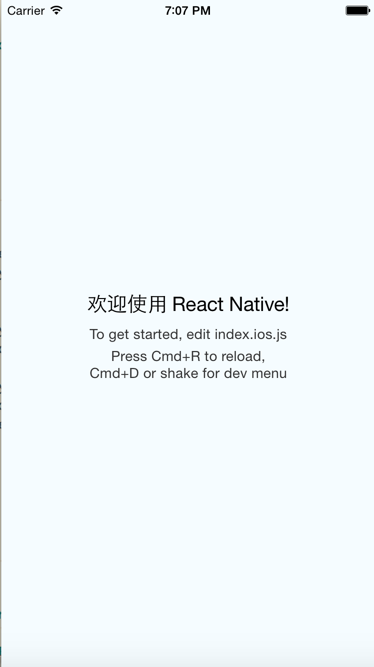 Carrier 7:07 PM
欢迎使用 React Native!
To get started, edit index.ios.js
Press Cmd+R to reload,
Cmd+D or shake for dev menu